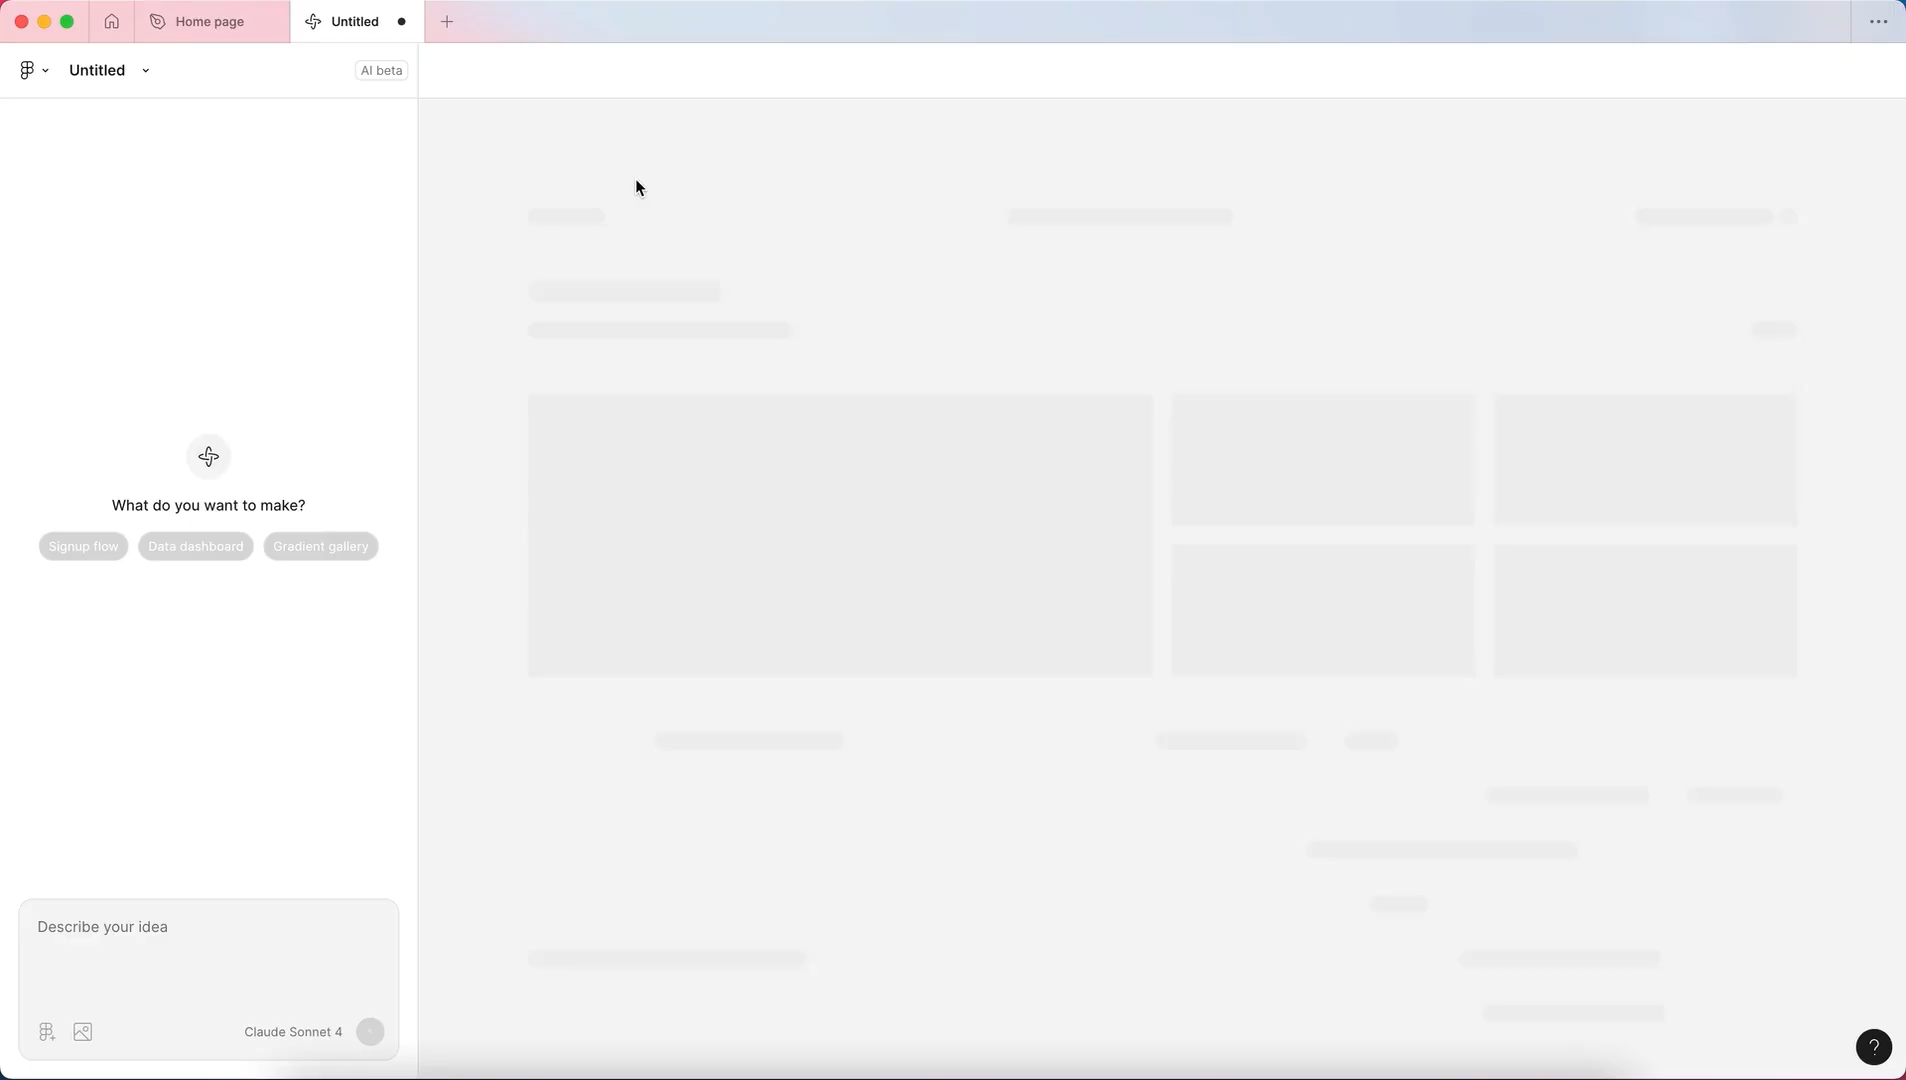 Home page
Untitled
Untitled
AI beta
What do you want to make?
Signup flow
Data dashboard
Gradient gallery
Describe your idea
Claude Sonnet 4
?